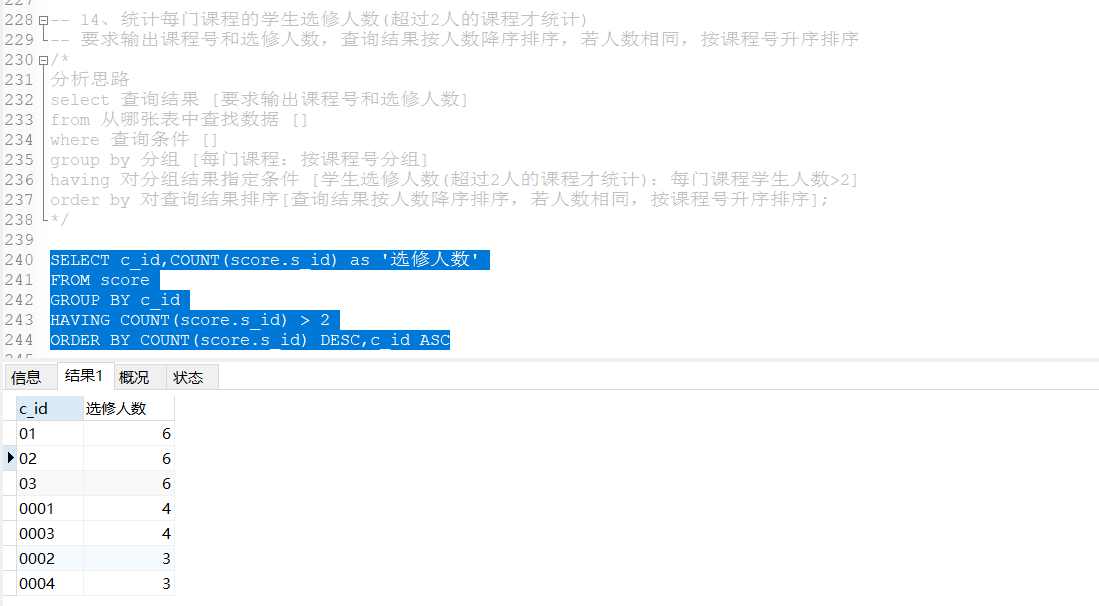 228 -- 14、统计每门课程的学生选修人数(超过2人的课程才统计)
229 -- 要求输出课程号和选修人数，查询结果按人数降序排序，若人数相同，按课程号升序排序
230 /*
231 分析思路
232 select 查询结果 [要求输出课程号和选修人数]
233 from 从哪张表中查找数据 []
234 where 查询条件 []
235 group by 分组 [每门课程：按课程号分组]
236 having 对分组结果指定条件 [学生选修人数(超过2人的课程才统计)：每门课程学生人数>2]
237 order by 对查询结果排序[查询结果按人数降序排序，若人数相同，按课程号升序排序];
238 */
239
240 SELECT c_id,COUNT(score.s_id) as '选修人数'
241 FROM score
242 GROUP BY c_id
243 HAVING COUNT(score.s_id) > 2
244 ORDER BY COUNT(score.s_id) DESC,c_id ASC
信息 结果1 概况 状态
c_id 选修人数
01 6
02 6
03 6
0001 4
0003 4
0002 3
0004 3